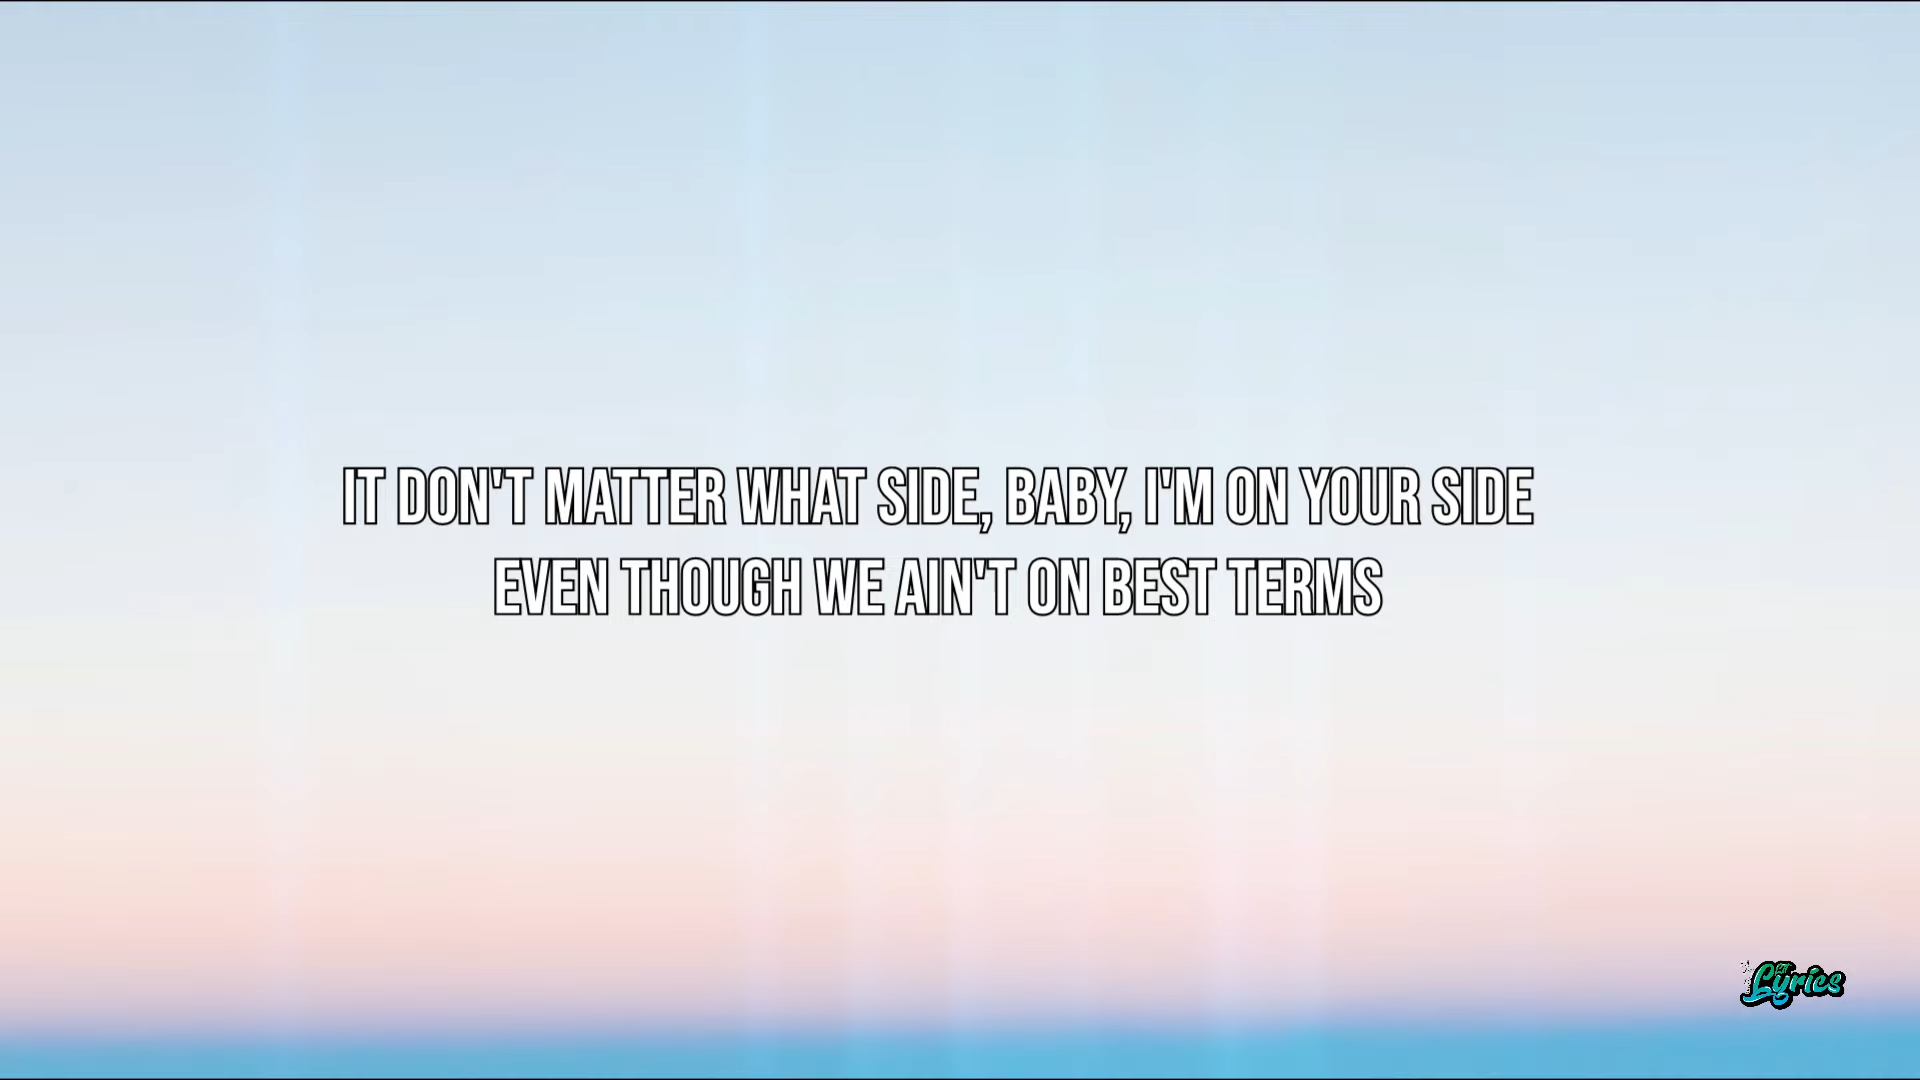 IT DON'T MATTER WHAT SIDE, BABY, I'M ON YOUR SIDE
EVEN THOUGH WE AIN'T ON BEST TERMS
Lyrics